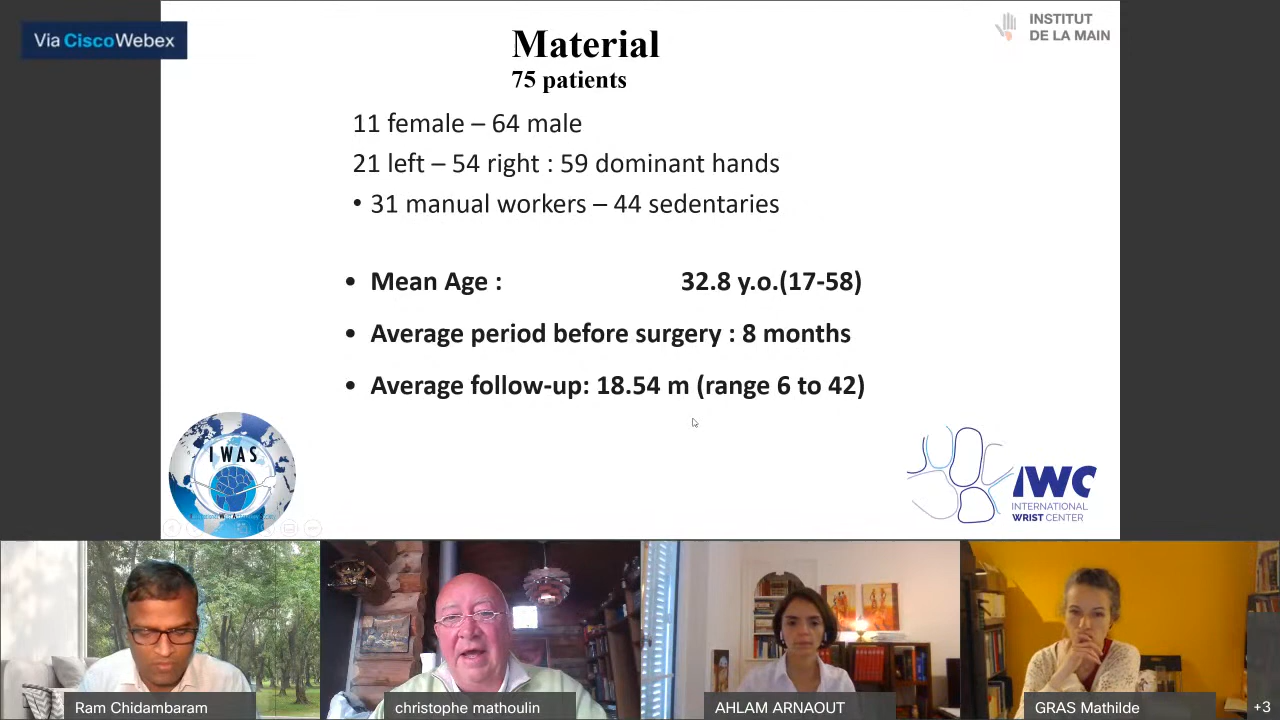 Via Cisco Webex
INSTITUT
DE LA MAIN
Material
75 patients
11 female – 64 male
21 left – 54 right : 59 dominant hands
• 31 manual workers – 44 sedentaries
• Mean Age : 32.8 y.o.(17-58)
• Average period before surgery : 8 months
• Average follow-up: 18.54 m (range 6 to 42)
IWAS
IWC
INTERNATIONAL
WRIST CENTER
Ram Chidambaram
christophe mathoulin
AHLAM ARNAOUT
GRAS Mathilde
+3